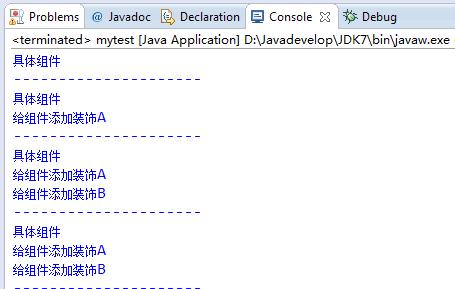 Problems @ Javadoc Declaration Console Debug
<terminated> mytest [Java Application] D:\Javadevelop\JDK7\bin\javaw.exe
具体组件
--------------------
具体组件
给组件添加装饰A
--------------------
具体组件
给组件添加装饰A
给组件添加装饰B
--------------------
具体组件
给组件添加装饰A
给组件添加装饰B
--------------------